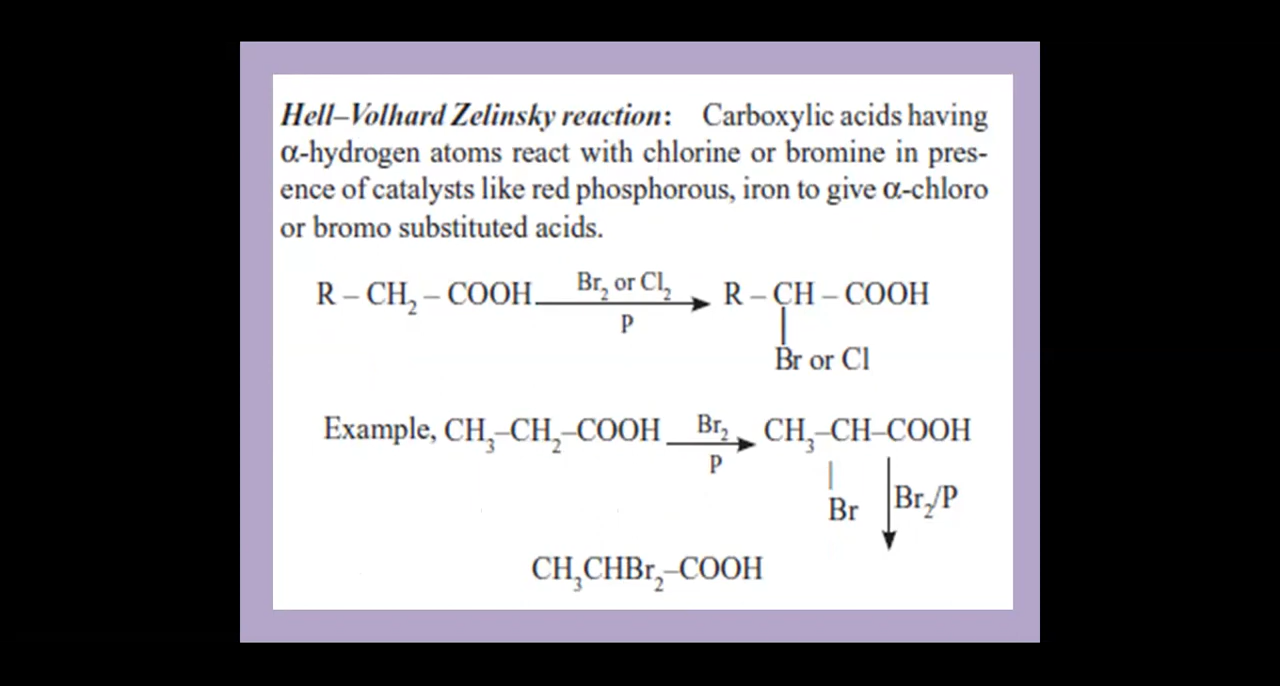 Hell–Volhard Zelinsky reaction: Carboxylic acids having
α-hydrogen atoms react with chlorine or bromine in pres-
ence of catalysts like red phosphorous, iron to give α-chloro
or bromo substituted acids.
R – CH₂ – COOH Br₂ or Cl₂ R – CH – COOH
P
Br or Cl
Example, CH₃–CH₂–COOH Br₂ CH₃–CH–COOH
P
Br Br₂/P
CH₃CHBr₂–COOH